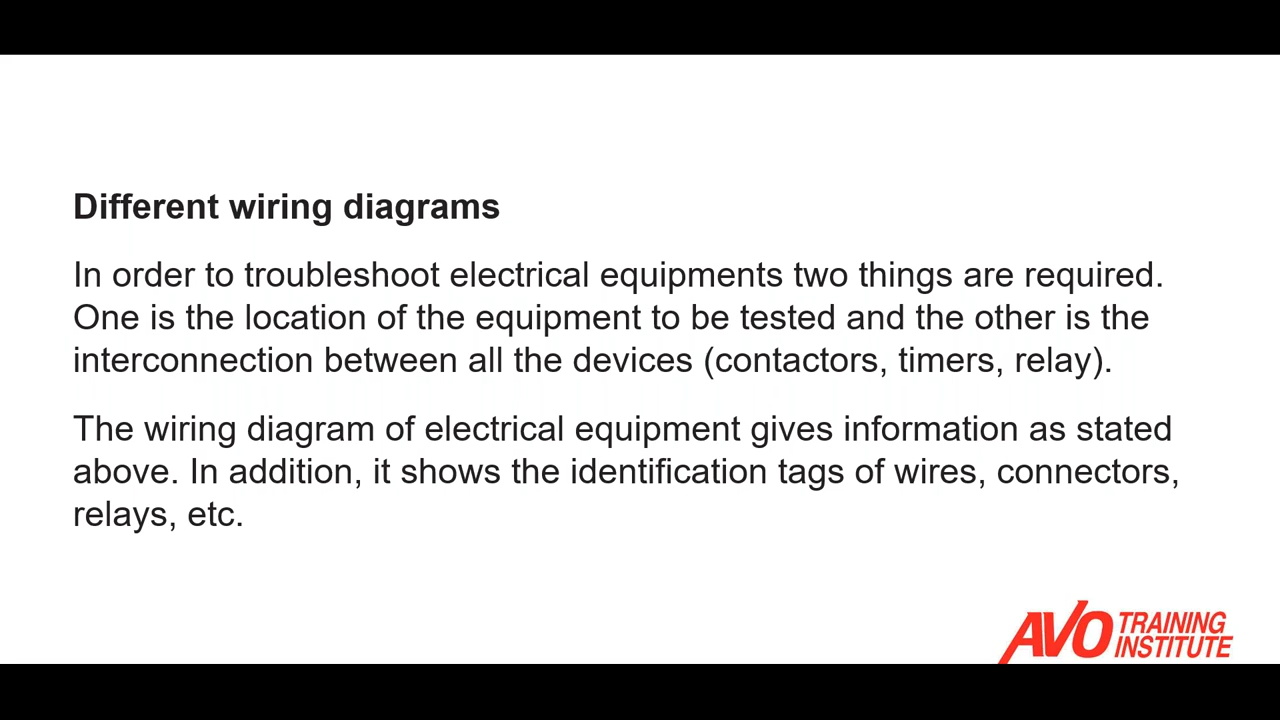 Different wiring diagrams
In order to troubleshoot electrical equipments two things are required.
One is the location of the equipment to be tested and the other is the
interconnection between all the devices (contactors, timers, relay).
The wiring diagram of electrical equipment gives information as stated
above. In addition, it shows the identification tags of wires, connectors,
relays, etc.
AVO TRAINING
INSTITUTE